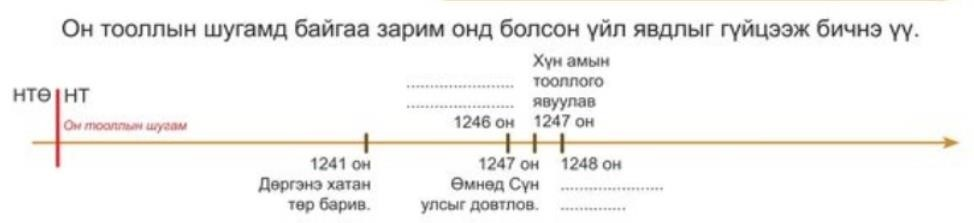 Он тооллын шугамд байгаа зарим онд болсон үйл явдлыг гүйцээж бичнэ үү.
НТӨ НТ
Он тооллын шугам
....................
....................
1246 он
Хүн амын
тооллого
явуулав
1247 он
1241 он
Дөргэнэ хатан
төр барив.
1247 он
Өмнөд Сүн
улсыг довтлов.
1248 он
....................
.............